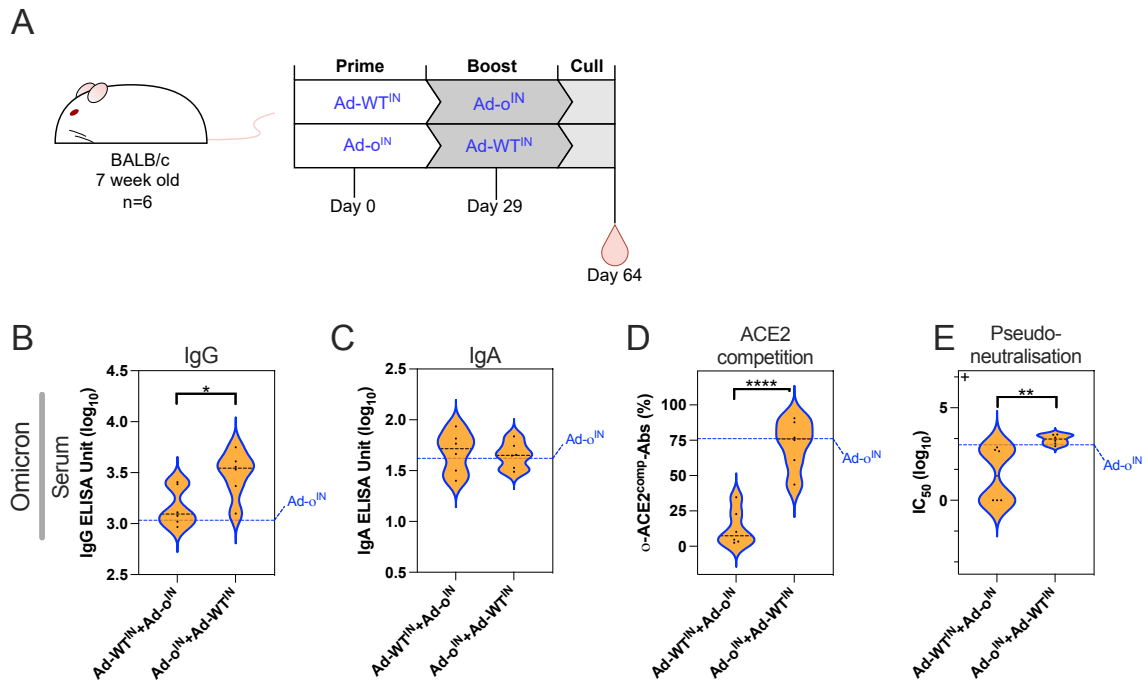 A
Prime Boost Cull
Ad-WT^IN Ad-o^IN
Ad-o^IN Ad-WT^IN
BALB/c
7 week old
n=6
Day 0
Day 29
Day 64
Omicron
Serum
B
IgG
IgG ELISA Unit (log₁₀)
4.5
4.0
3.5
3.0
2.5
*
Ad-o^IN
Ad-WT^IN+Ad-o^IN
Ad-o^IN+Ad-WT^IN
C
IgA
IgA ELISA Unit (log₁₀)
2.5
2.0
1.5
1.0
0.5
Ad-o^IN
Ad-WT^IN+Ad-o^IN
Ad-o^IN+Ad-WT^IN
D
ACE2
competition
o-ACE2^comp-Abs (%)
100
75
50
25
0
****
Ad-o^IN
Ad-WT^IN+Ad-o^IN
Ad-o^IN+Ad-WT^IN
E
Pseudo-
neutralisation
IC₅₀ (log₁₀)
+
5
0
**
Ad-o^IN
Ad-WT^IN+Ad-o^IN
Ad-o^IN+Ad-WT^IN